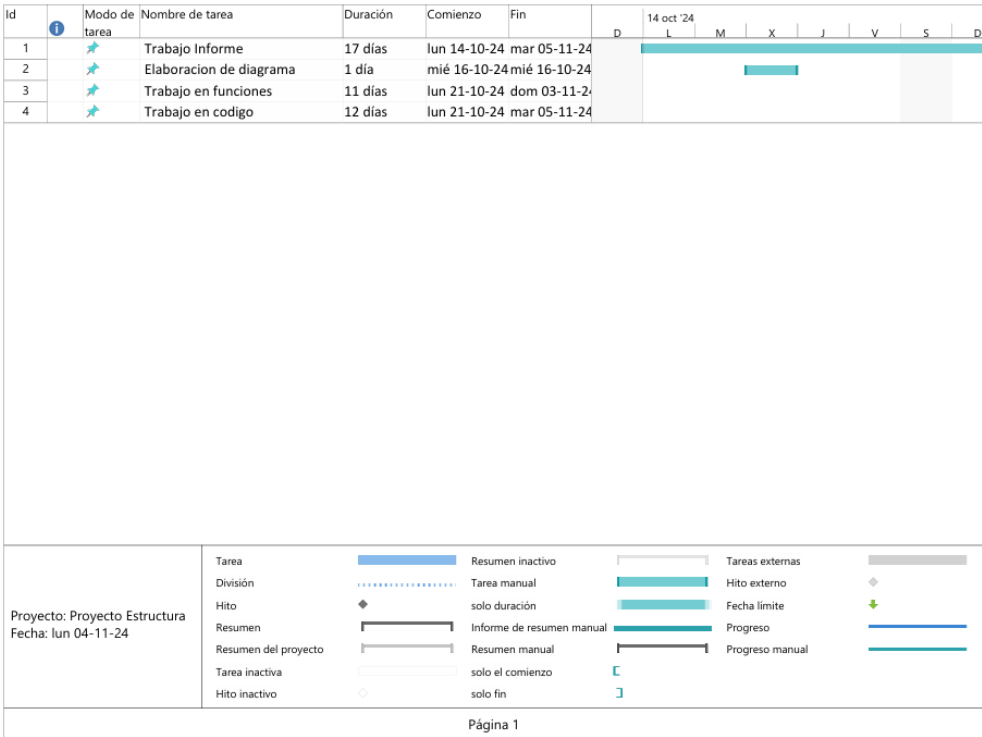 Id Modo de tarea Nombre de tarea Duración Comienzo Fin 14 oct '24
D L M X J V S D
1 Trabajo Informe 17 días lun 14-10-24 mar 05-11-24
2 Elaboracion de diagrama 1 día mié 16-10-24 mié 16-10-24
3 Trabajo en funciones 11 días lun 21-10-24 dom 03-11-24
4 Trabajo en codigo 12 días lun 21-10-24 mar 05-11-24
Proyecto: Proyecto Estructura
Fecha: lun 04-11-24
Tarea Resumen inactivo Tareas externas
División Tarea manual Hito externo
Hito solo duración Fecha límite
Resumen Informe de resumen manual Progreso
Resumen del proyecto Resumen manual Progreso manual
Tarea inactiva solo el comienzo
Hito inactivo solo fin
Página 1